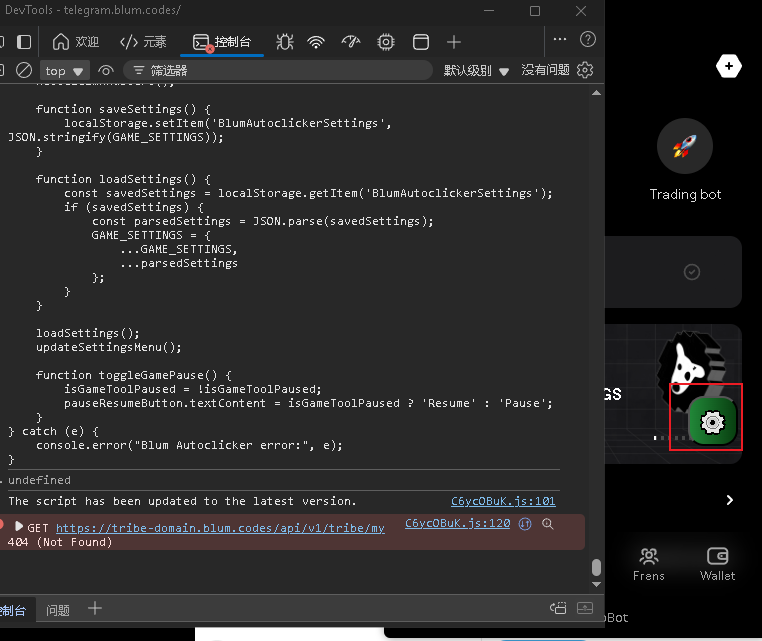 DevTools - telegram.blum.codes/
欢迎
元素
控制台
top
筛选器
默认级别
没有问题
function saveSettings() {
localStorage.setItem('BlumAutoclickerSettings',
JSON.stringify(GAME_SETTINGS));
}
function loadSettings() {
const savedSettings = localStorage.getItem('BlumAutoclickerSettings');
if (savedSettings) {
const parsedSettings = JSON.parse(savedSettings);
GAME_SETTINGS = {
...GAME_SETTINGS,
...parsedSettings
};
}
}
loadSettings();
updateSettingsMenu();
function toggleGamePause() {
isGameToolPaused = !isGameToolPaused;
pauseResumeButton.textContent = isGameToolPaused ? 'Resume' : 'Pause';
}
} catch (e) {
console.error("Blum Autoclicker error:", e);
}
undefined
The script has been updated to the latest version. C6ycOBuK.js:101
GET https://tribe-domain.blum.codes/api/v1/tribe/my C6ycOBuK.js:120
404 (Not Found)
控制台
问题
Trading bot
GS
Frens
Wallet
oBot